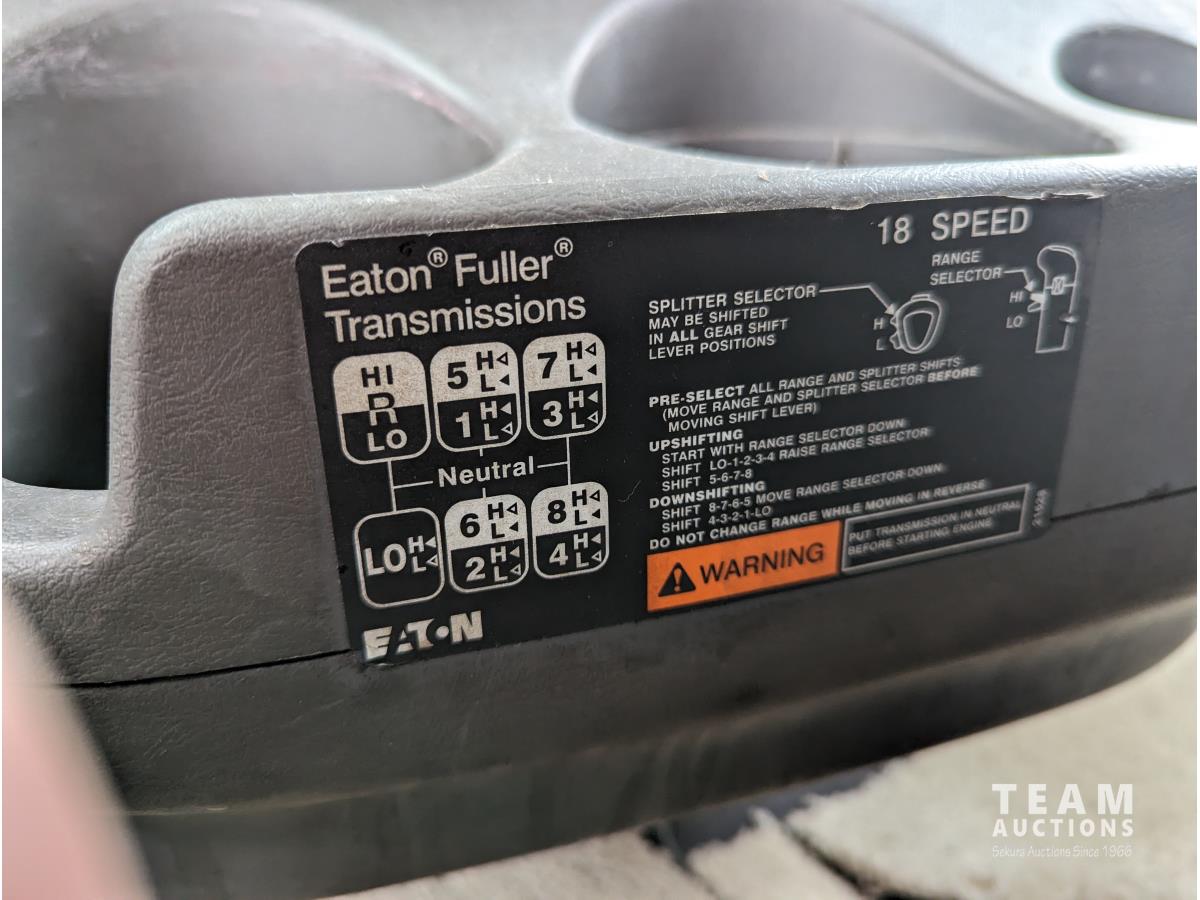 Eaton® Fuller®
Transmissions
18 SPEED
HI
R
LO
5 H◁
L◀
1 H◀
L◁
7 H◁
L◀
3 H◀
L◁
Neutral
LO H◀
L◁
6 H◁
L◀
2 H◀
L◁
8 H◁
L◀
4 H◀
L◁
EATON
SPLITTER SELECTOR
MAY BE SHIFTED
IN ALL GEAR SHIFT
LEVER POSITIONS
H
L
RANGE
SELECTOR
HI
LO
PRE-SELECT ALL RANGE AND SPLITTER SHIFTS
(MOVE RANGE AND SPLITTER SELECTOR BEFORE
MOVING SHIFT LEVER)
UPSHIFTING
START WITH RANGE SELECTOR DOWN
SHIFT LO-1-2-3-4 RAISE RANGE SELECTOR
SHIFT 5-6-7-8
DOWNSHIFTING
SHIFT 8-7-6-5 MOVE RANGE SELECTOR DOWN
SHIFT 4-3-2-1-LO
DO NOT CHANGE RANGE WHILE MOVING IN REVERSE
WARNING
PUT TRANSMISSION IN NEUTRAL
BEFORE STARTING ENGINE
TEAM
AUCTIONS
Sekura Auctions Since 1966